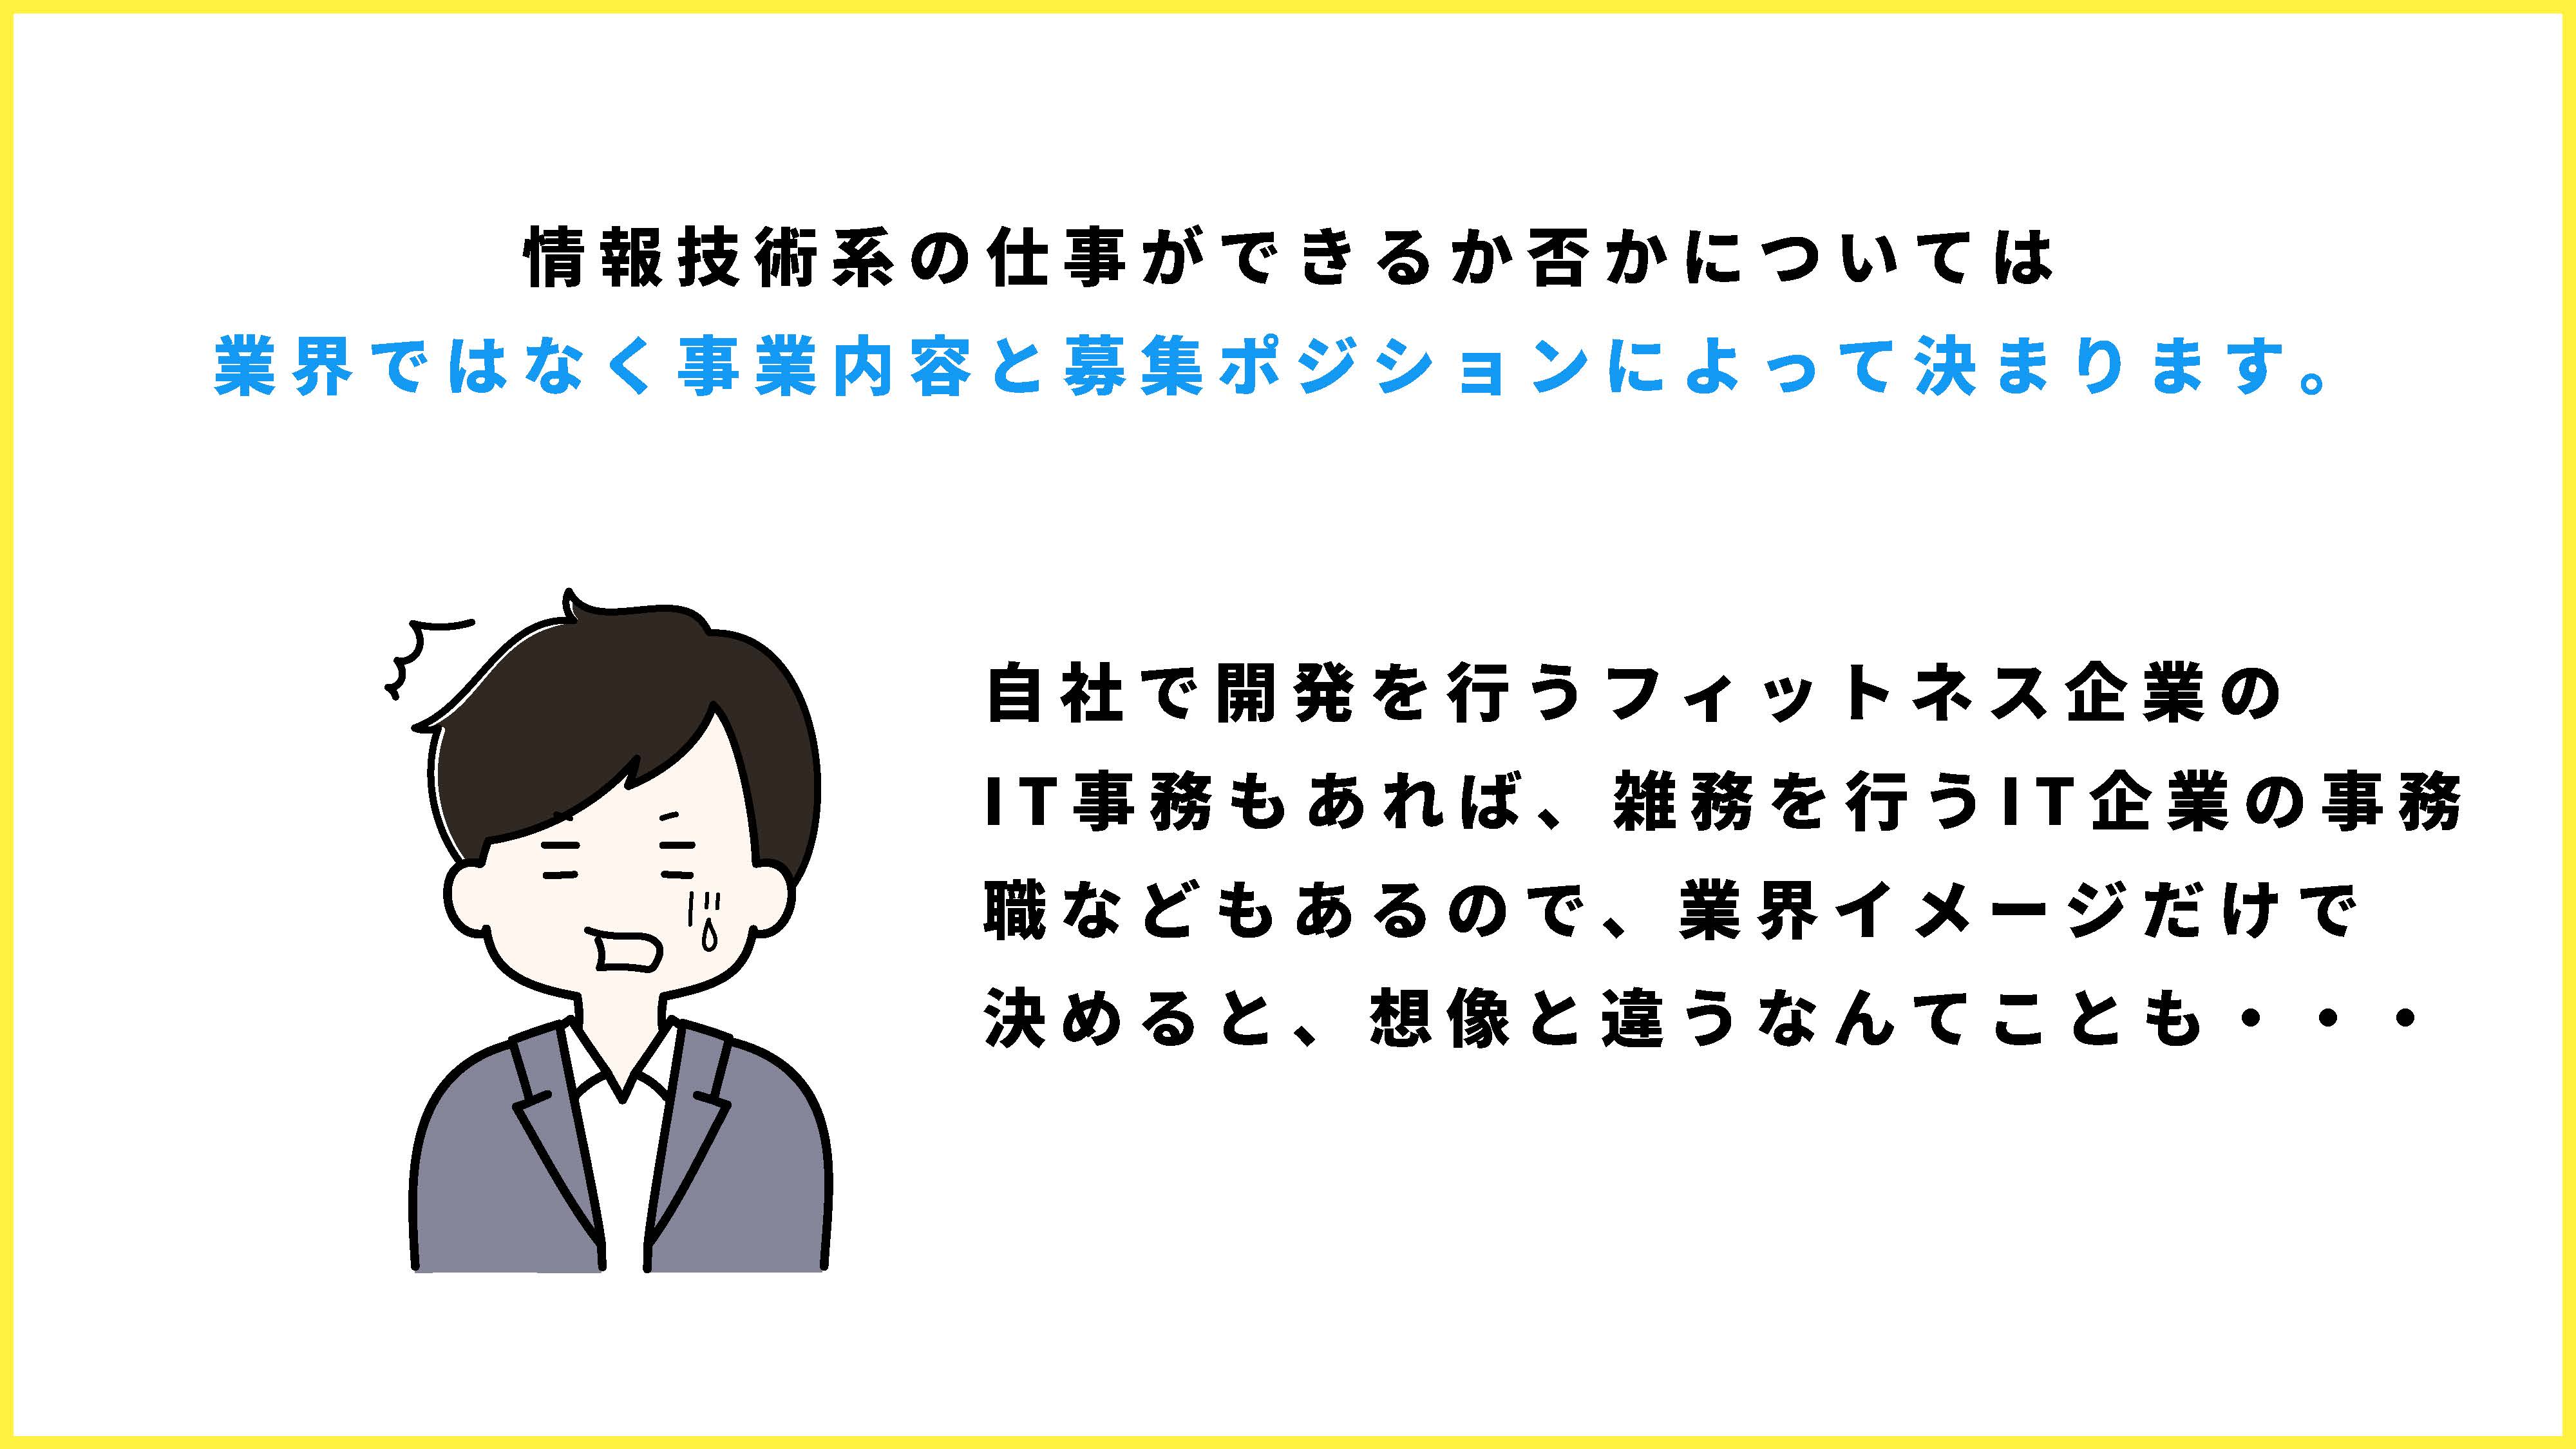 情報技術系の仕事ができるか否かについては
業界ではなく事業内容と募集ポジションによって決まります。
自社で開発を行うフィットネス企業の
IT事務もあれば、雑務を行うIT企業の事務
職などもあるので、業界イメージだけで
決めると、想像と違うなんてことも・・・